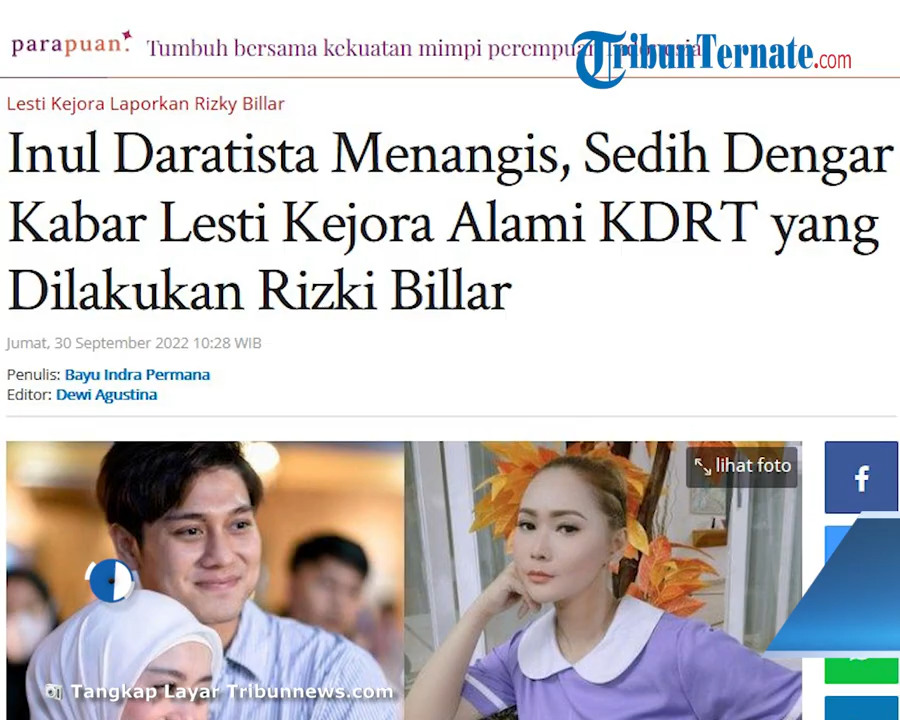 parapuan.
Tumbuh bersama kekuatan mimpi perempuan Indonesia
TribunTernate.com
Lesti Kejora Laporkan Rizky Billar
Inul Daratista Menangis, Sedih Dengar
Kabar Lesti Kejora Alami KDRT yang
Dilakukan Rizki Billar
Jumat, 30 September 2022 10:28 WIB
Penulis: Bayu Indra Permana
Editor: Dewi Agustina
lihat foto
f
Tangkap Layar Tribunnews.com